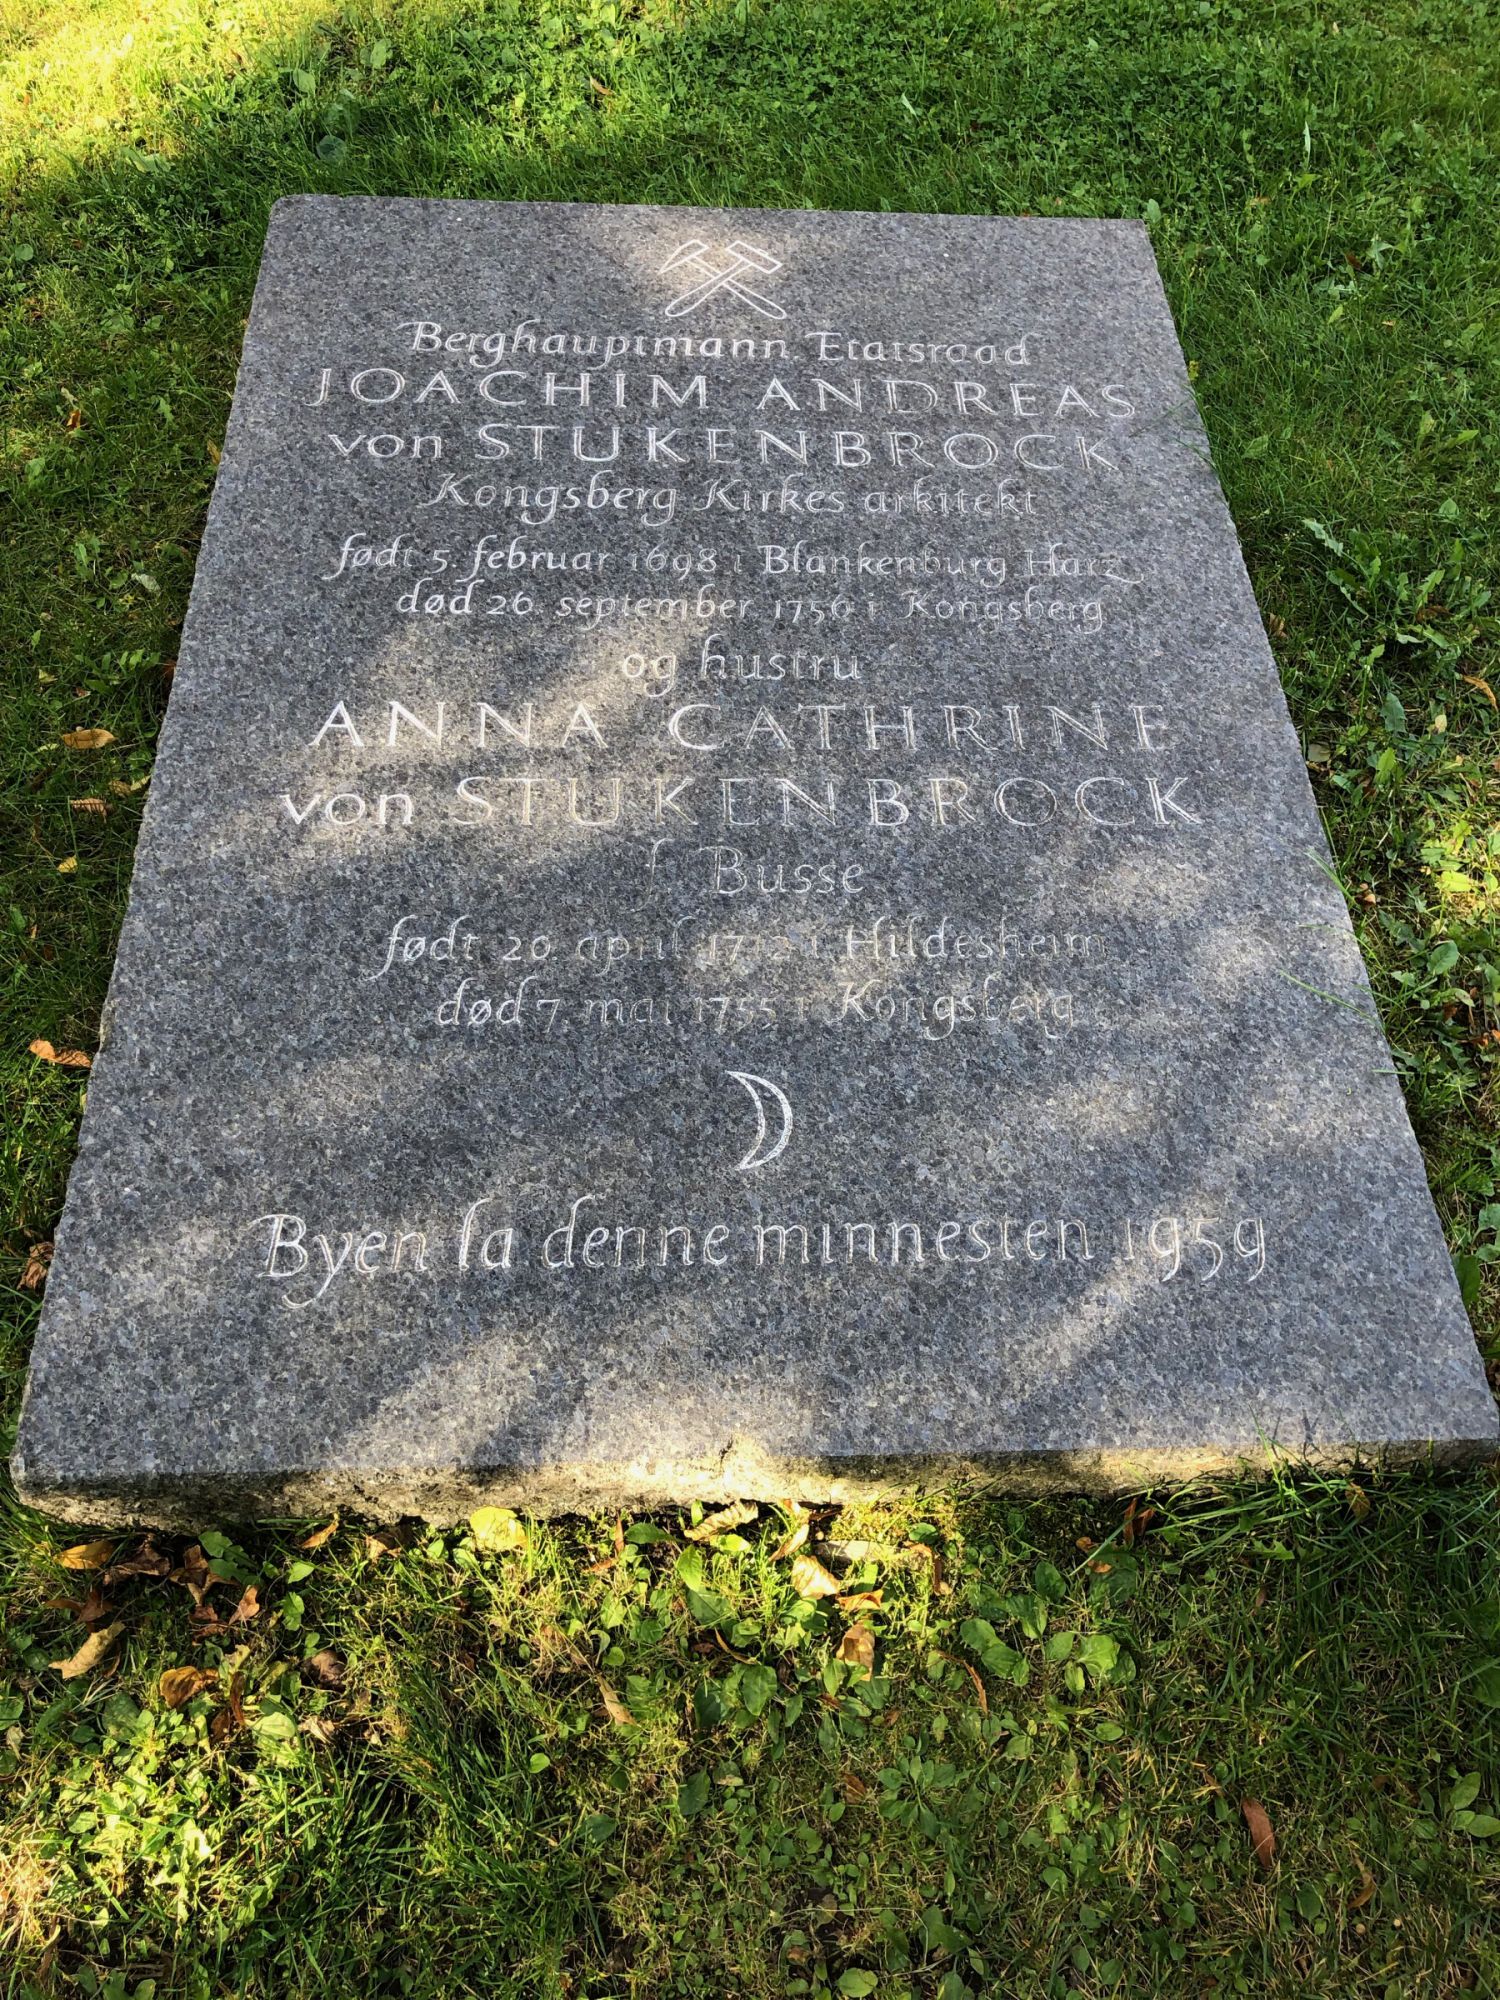 Berghauptmann. Etatsraad
JOACHIM ANDREAS
von STUKENBROCK
Kongsberg Kirkes arkitekt
født 5. februar 1698 i Blankenburg Harz
død 26. september 1756 i Kongsberg
og hustru
ANNA CATHRINE
von STUKENBROCK
f. Busse
født 20. april 1712 i Hildesheim
død 7. mai 1755 i Kongsberg
Byen la denne minnesten 1959